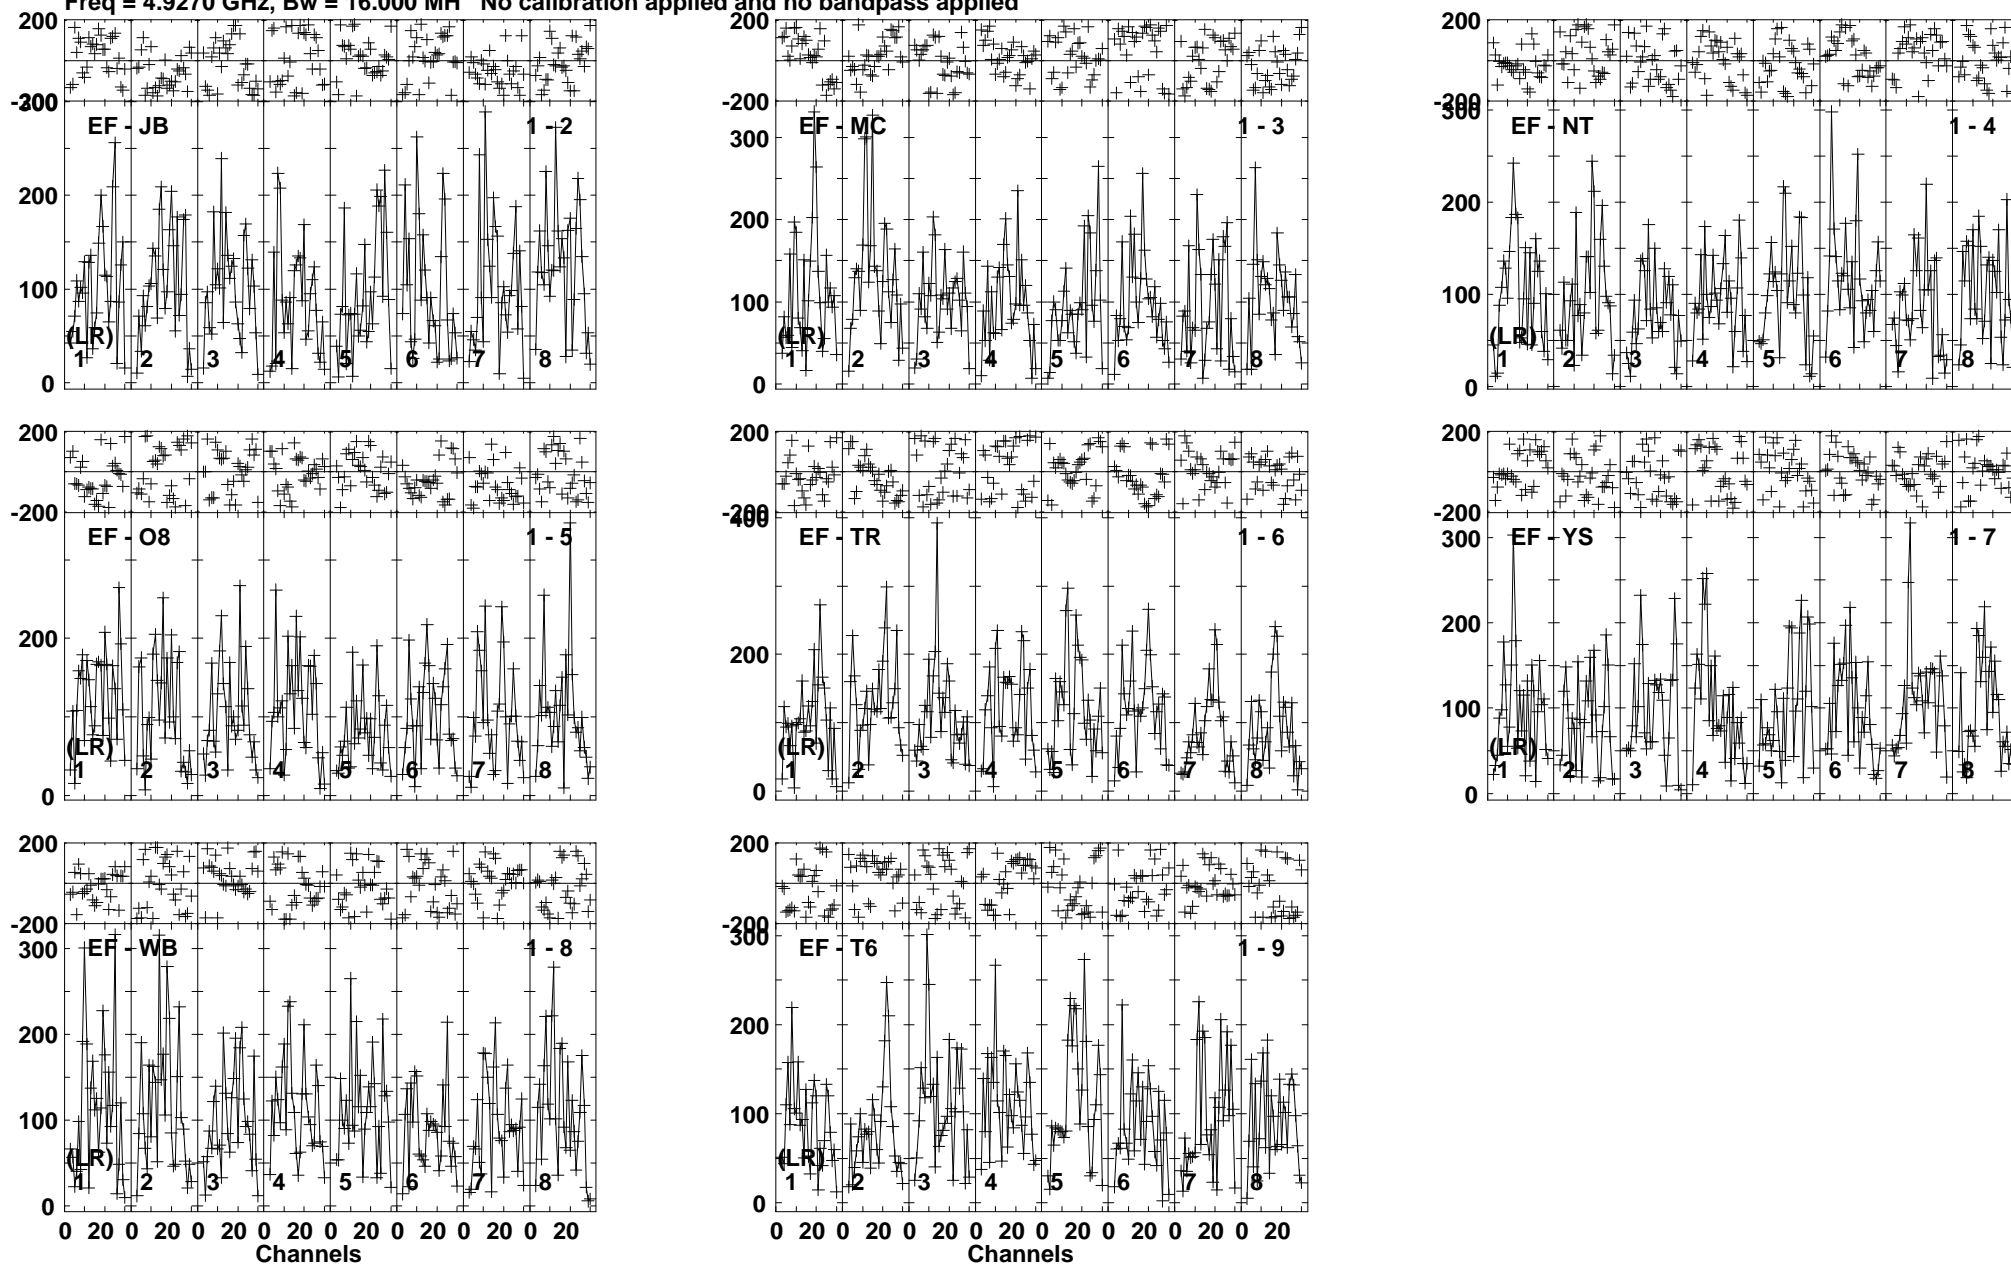 Freq = 4.9270 GHz, Bw = 16.000 MH No calibration applied and no bandpass applied
200 200 200
-200 -200 -200
300 300
EF - JB 1 - 2 EF - MC 1 - 3 EF - NT 1 - 4
300
200 200 200
100 100 100
(LR) (LR) (LR)
1 2 3 4 5 6 7 8 1 2 3 4 5 6 7 8 1 2 3 4 5 6 7 8
0 0 0
200 200 200
-200 -200 -200
400
EF - O8 1 - 5 EF - TR 1 - 6 EF - YS 1 - 7
300
200 200 200
100
(LR) (LR) (LR)
1 2 3 4 5 6 7 8 1 2 3 4 5 6 7 8 1 2 3 4 5 6 7 8
0 0 0
200 200
-200 -200
300 300
EF - WB 1 - 8 EF - T6 1 - 9
200 200
100 100
(LR) (LR)
1 2 3 4 5 6 7 8 1 2 3 4 5 6 7 8
0 0
0 20 0 20 0 20 0 20 0 20 0 20 0 20 0 20 0 20 0 20 0 20 0 20 0 20 0 20 0 20 0 20
Channels Channels